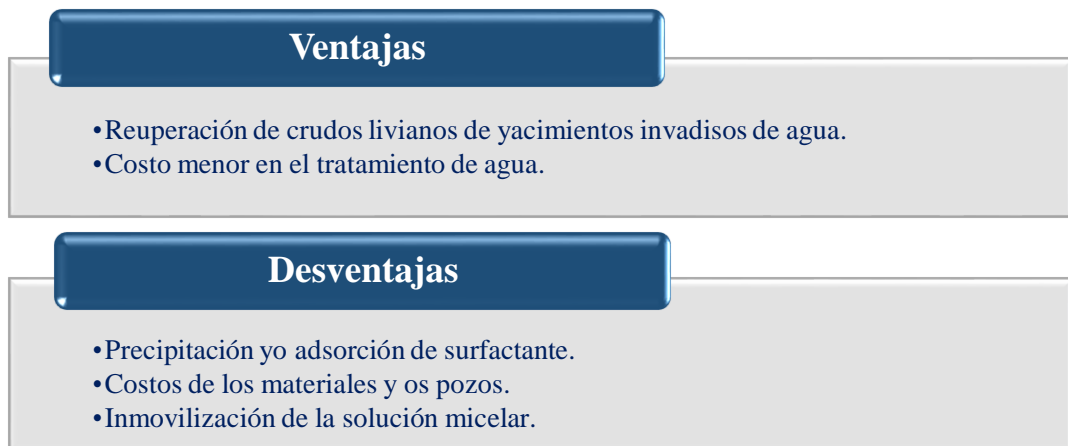 Ventajas
•Reuperación de crudos livianos de yacimientos invadisos de agua.
•Costo menor en el tratamiento de agua.
Desventajas
•Precipitación yo adsorción de surfactante.
•Costos de los materiales y os pozos.
•Inmovilización de la solución micelar.